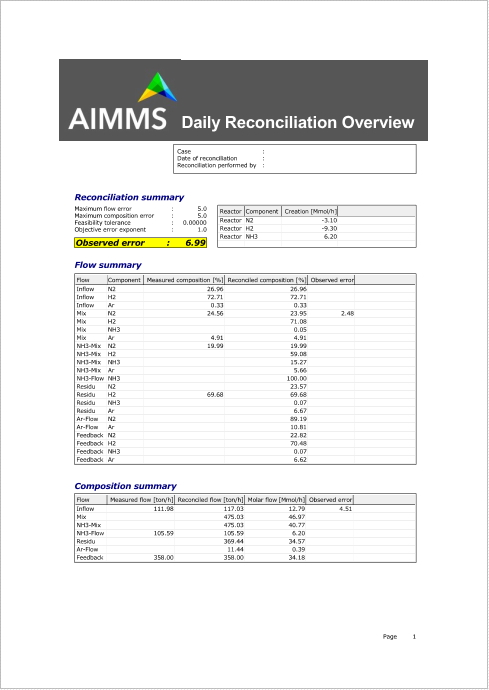 AIMMS Daily Reconciliation Overview
Case :
Date of reconciliation :
Reconciliation performed by :
Reconciliation summary
Maximum flow error : 5.0
Maximum composition error : 5.0
Feasibility tolerance : 0.00000
Objective error exponent : 1.0
Observed error : 6.99
Reactor Component Creation [Mmol/h]
Reactor N2 -3.10
Reactor H2 -9.30
Reactor NH3 6.20
Flow summary
Flow Component Measured composition [%] Reconciled composition [%] Observed error
Inflow N2 26.96 26.96
Inflow H2 72.71 72.71
Inflow Ar 0.33 0.33
Mix N2 24.56 23.95 2.48
Mix H2 71.08
Mix NH3 0.05
Mix Ar 4.91 4.91
NH3-Mix N2 19.99 19.99
NH3-Mix H2 59.08
NH3-Mix NH3 15.27
NH3-Mix Ar 5.66
NH3-Flow NH3 100.00
Residu N2 23.57
Residu H2 69.68 69.68
Residu NH3 0.07
Residu Ar 6.67
Ar-Flow N2 89.19
Ar-Flow Ar 10.81
Feedback N2 22.82
Feedback H2 70.48
Feedback NH3 0.07
Feedback Ar 6.62
Composition summary
Flow Measured flow [ton/h] Reconciled flow [ton/h] Molar flow [Mmol/h] Observed error
Inflow 111.98 117.03 12.79 4.51
Mix 475.03 46.97
NH3-Mix 475.03 40.77
NH3-Flow 105.59 105.59 6.20
Residu 369.44 34.57
Ar-Flow 11.44 0.39
Feedback 358.00 358.00 34.18
Page 1